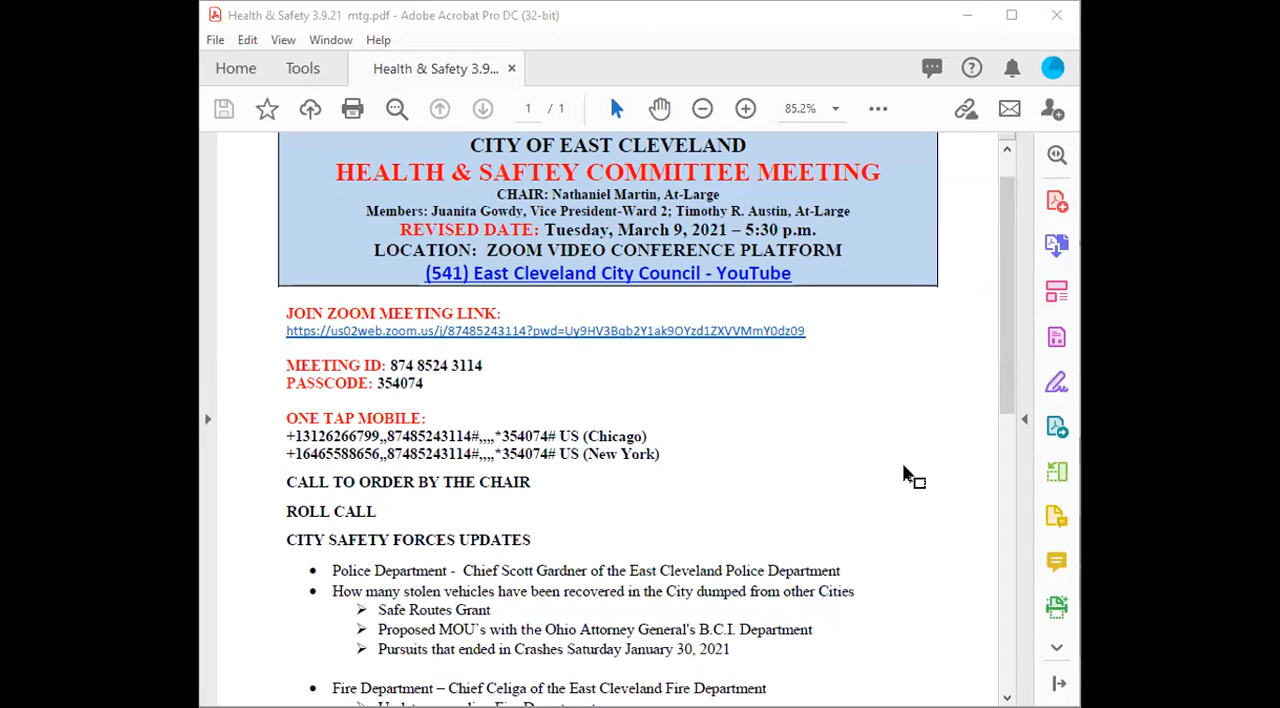 Health & Safety 3.9.21 mtg.pdf - Adobe Acrobat Pro DC (32-bit)
File Edit View Window Help
Home Tools Health & Safety 3.9... ×
1 / 1 85.2%
CITY OF EAST CLEVELAND
HEALTH & SAFTEY COMMITTEE MEETING
CHAIR: Nathaniel Martin, At-Large
Members: Juanita Gowdy, Vice President-Ward 2; Timothy R. Austin, At-Large
REVISED DATE: Tuesday, March 9, 2021 – 5:30 p.m.
LOCATION: ZOOM VIDEO CONFERENCE PLATFORM
(541) East Cleveland City Council - YouTube
JOIN ZOOM MEETING LINK:
https://us02web.zoom.us/j/87485243114?pwd=Uy9HV3Bqb2Y1ak9OYzd1ZXVVMmY0dz09
MEETING ID: 874 8524 3114
PASSCODE: 354074
ONE TAP MOBILE:
+13126266799,,87485243114#,,,,*354074# US (Chicago)
+16465588656,,87485243114#,,,,*354074# US (New York)
CALL TO ORDER BY THE CHAIR
ROLL CALL
CITY SAFETY FORCES UPDATES
• Police Department - Chief Scott Gardner of the East Cleveland Police Department
• How many stolen vehicles have been recovered in the City dumped from other Cities
➢ Safe Routes Grant
➢ Proposed MOU's with the Ohio Attorney General's B.C.I. Department
➢ Pursuits that ended in Crashes Saturday January 30, 2021
• Fire Department – Chief Celiga of the East Cleveland Fire Department